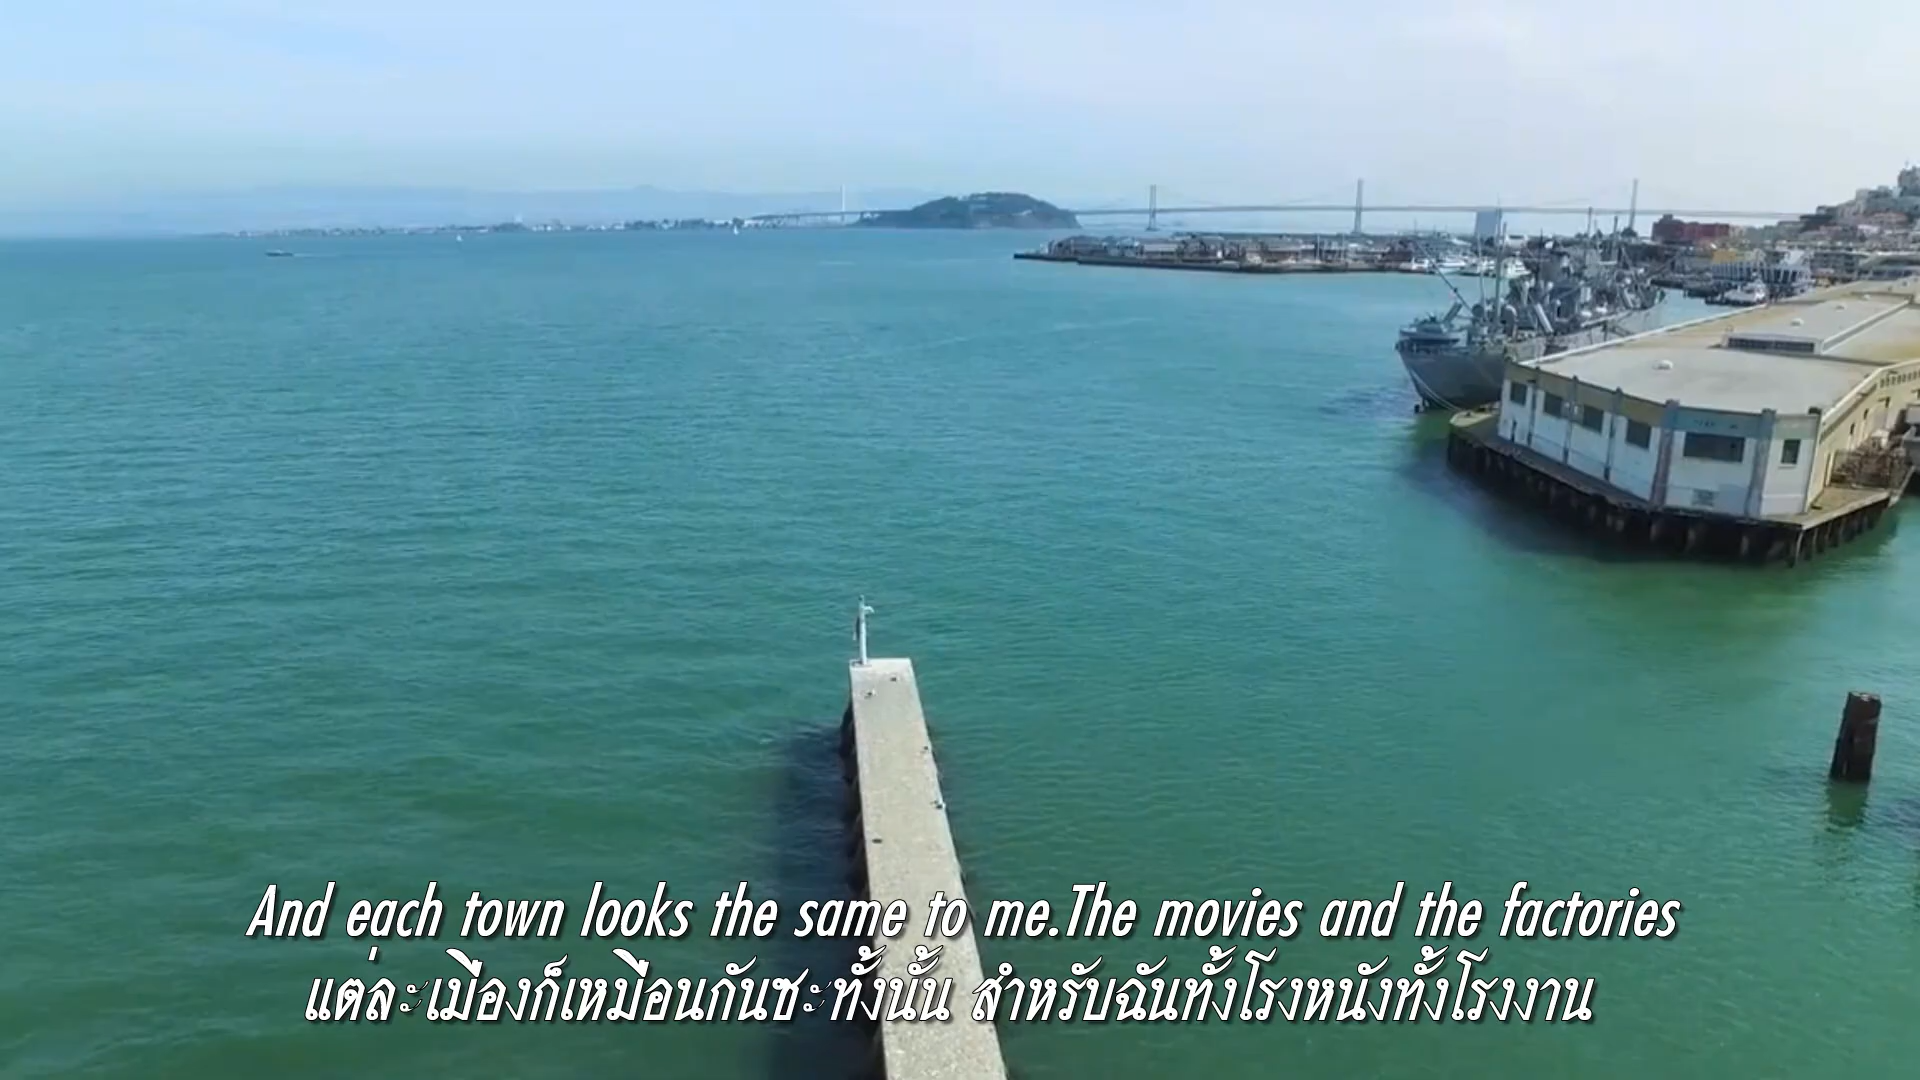 And each town looks the same to me.The movies and the factories
แต่ละเมืองก็เหมือนกันซะทั้งนั้น สำหรับฉันทั้งโรงหนังทั้งโรงงาน